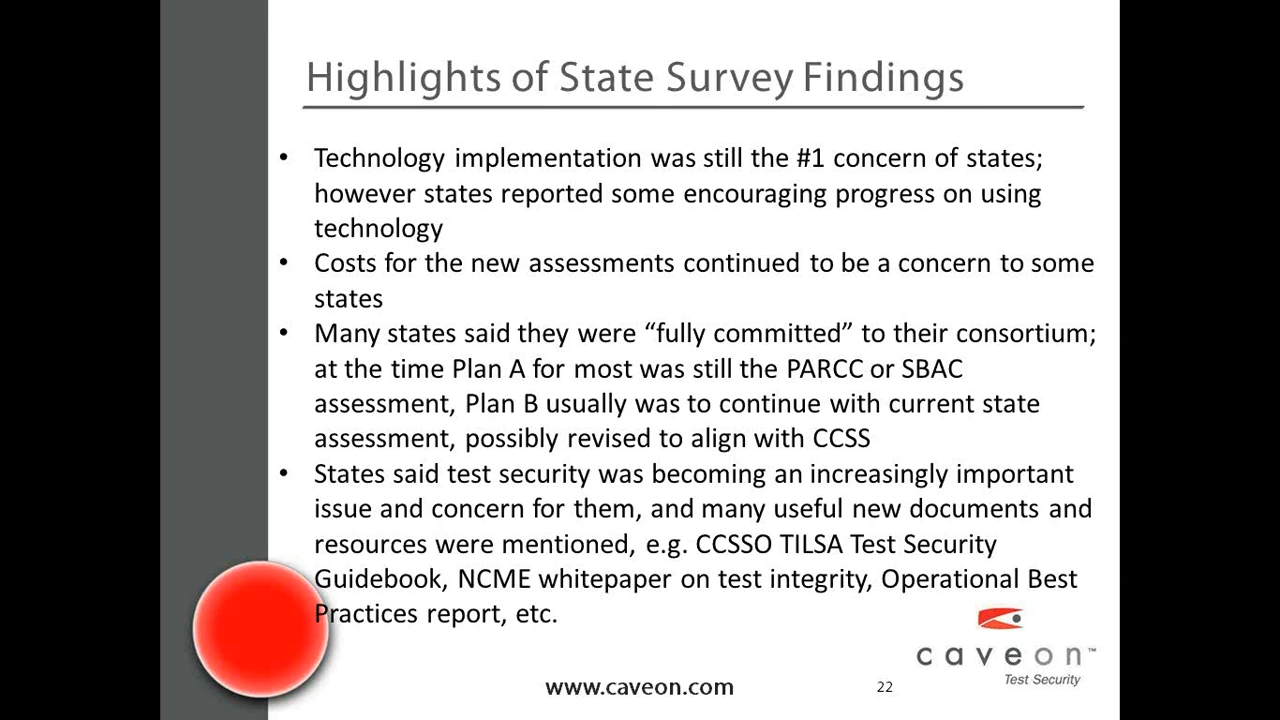 Highlights of State Survey Findings
• Technology implementation was still the #1 concern of states;
however states reported some encouraging progress on using
technology
• Costs for the new assessments continued to be a concern to some
states
• Many states said they were “fully committed” to their consortium;
at the time Plan A for most was still the PARCC or SBAC
assessment, Plan B usually was to continue with current state
assessment, possibly revised to align with CCSS
• States said test security was becoming an increasingly important
issue and concern for them, and many useful new documents and
resources were mentioned, e.g. CCSSO TILSA Test Security
Guidebook, NCME whitepaper on test integrity, Operational Best
Practices report, etc.
caveon™
Test Security
www.caveon.com
22